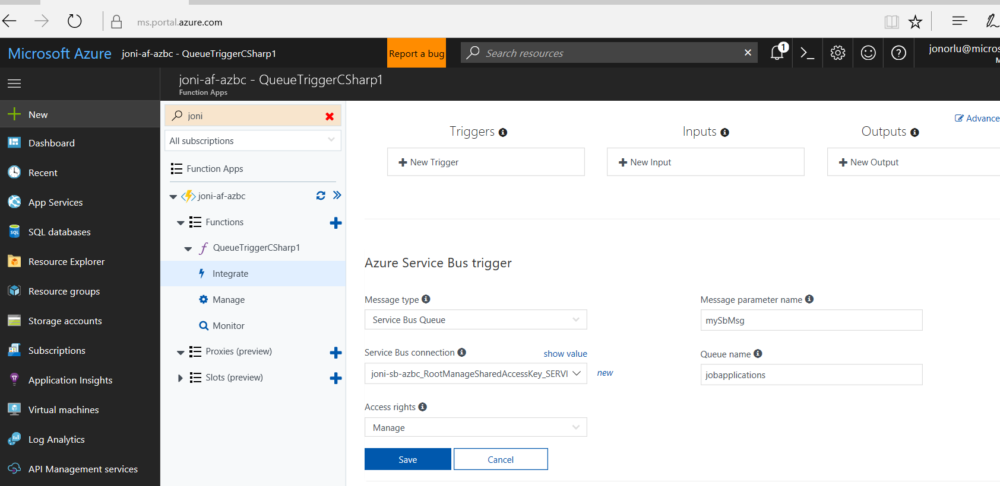 ms.portal.azure.com
Microsoft Azure joni-af-azbc - QueueTriggerCSharp1
Report a bug
Search resources
1
jonorlu@micros
M
joni-af-azbc - QueueTriggerCSharp1
Function Apps
New
Dashboard
Recent
App Services
SQL databases
Resource Explorer
Resource groups
Storage accounts
Subscriptions
Application Insights
Virtual machines
Log Analytics
API Management services
joni
All subscriptions
Function Apps
joni-af-azbc
Functions
QueueTriggerCSharp1
Integrate
Manage
Monitor
Proxies (preview)
Slots (preview)
Advance
Triggers
New Trigger
Inputs
New Input
Outputs
New Output
Azure Service Bus trigger
Message type
Service Bus Queue
Message parameter name
mySbMsg
Service Bus connection
show value
joni-sb-azbc_RootManageSharedAccessKey_SERVI
new
Queue name
jobapplications
Access rights
Manage
Save
Cancel